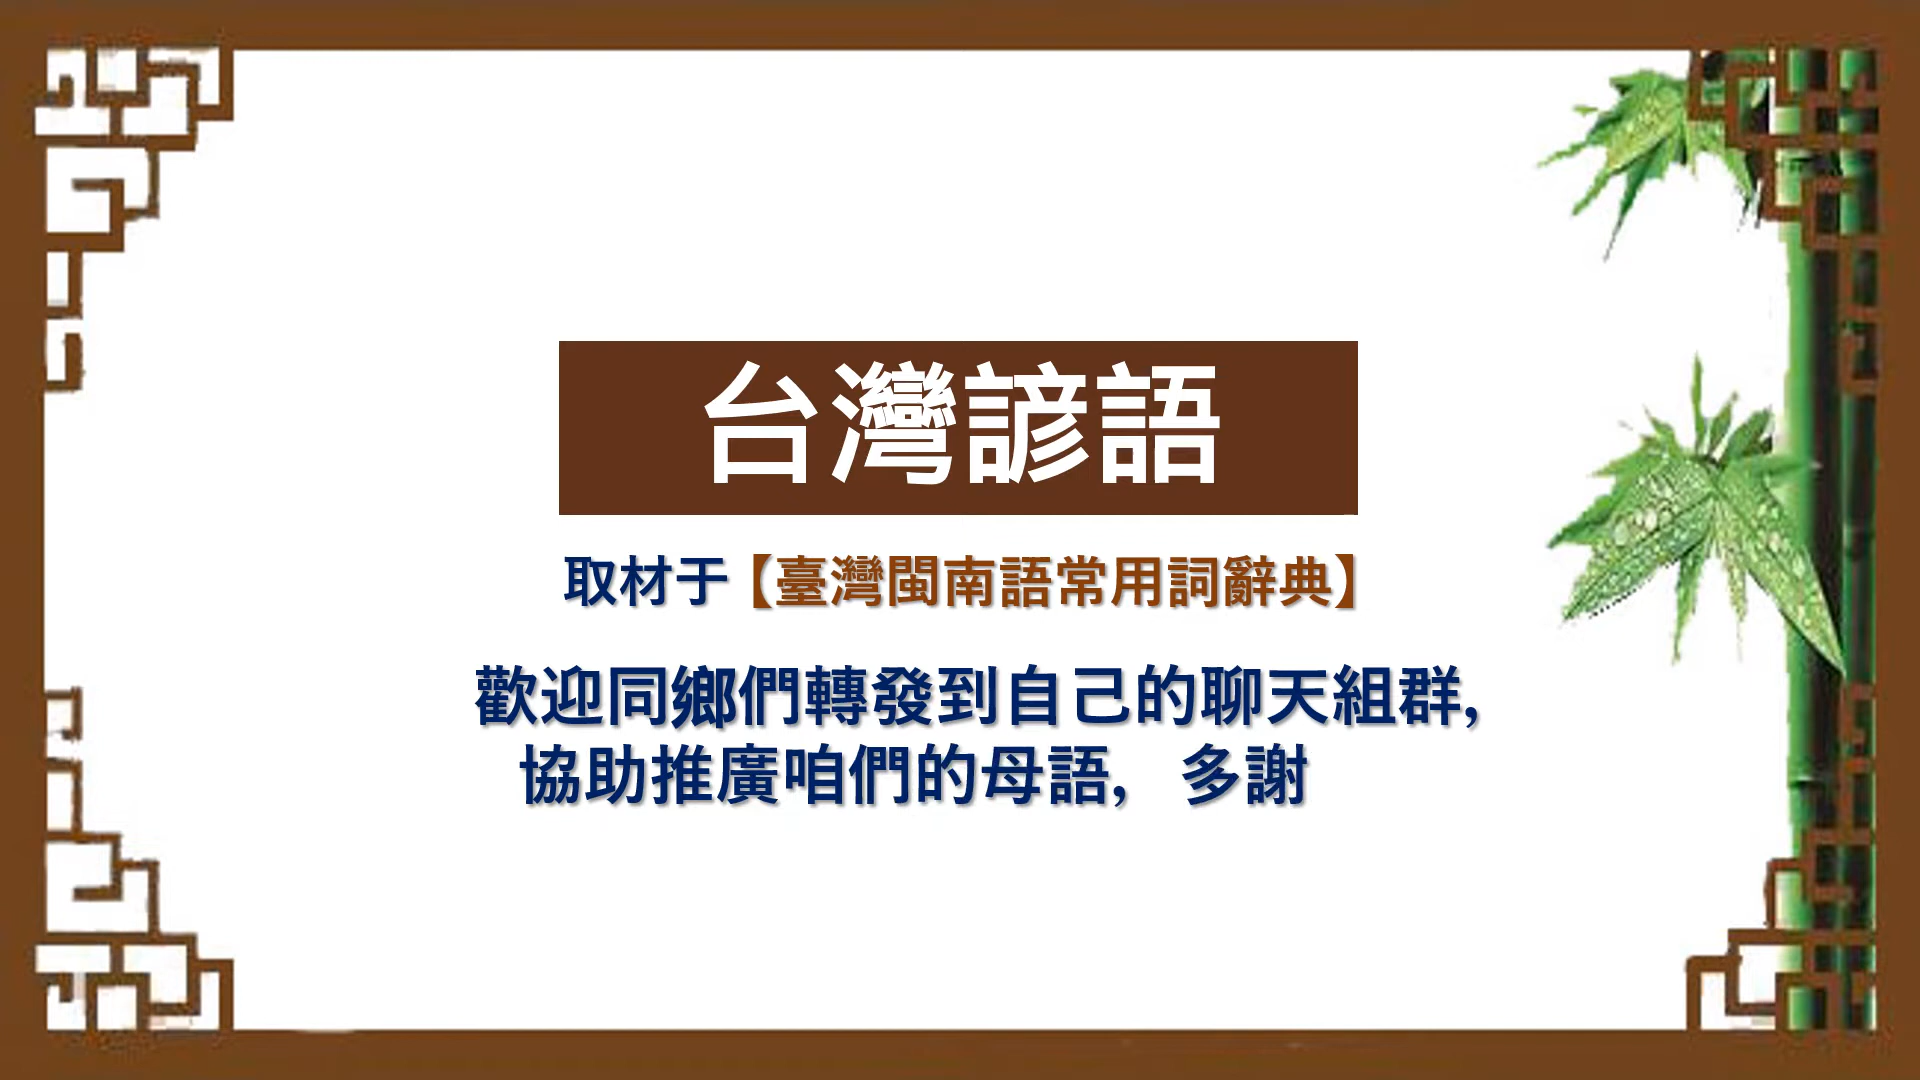 台灣諺語
取材于【臺灣閩南語常用詞辭典】
歡迎同鄉們轉發到自己的聊天組群,
協助推廣咱們的母語, 多謝